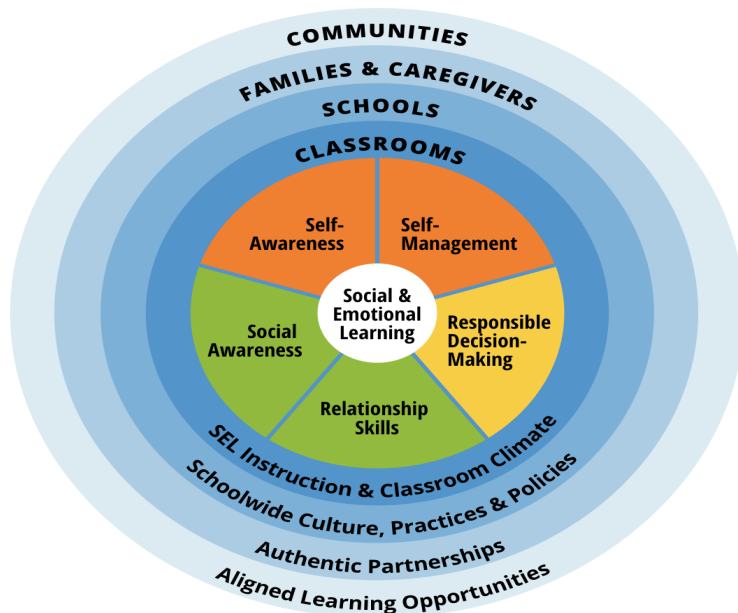 COMMUNITIES
FAMILIES & CAREGIVERS
SCHOOLS
CLASSROOMS
Self-
Awareness
Self-
Management
Social &
Emotional
Learning
Social
Awareness
Responsible
Decision-
Making
Relationship
Skills
SEL Instruction & Classroom Climate
Schoolwide Culture, Practices & Policies
Authentic Partnerships
Aligned Learning Opportunities